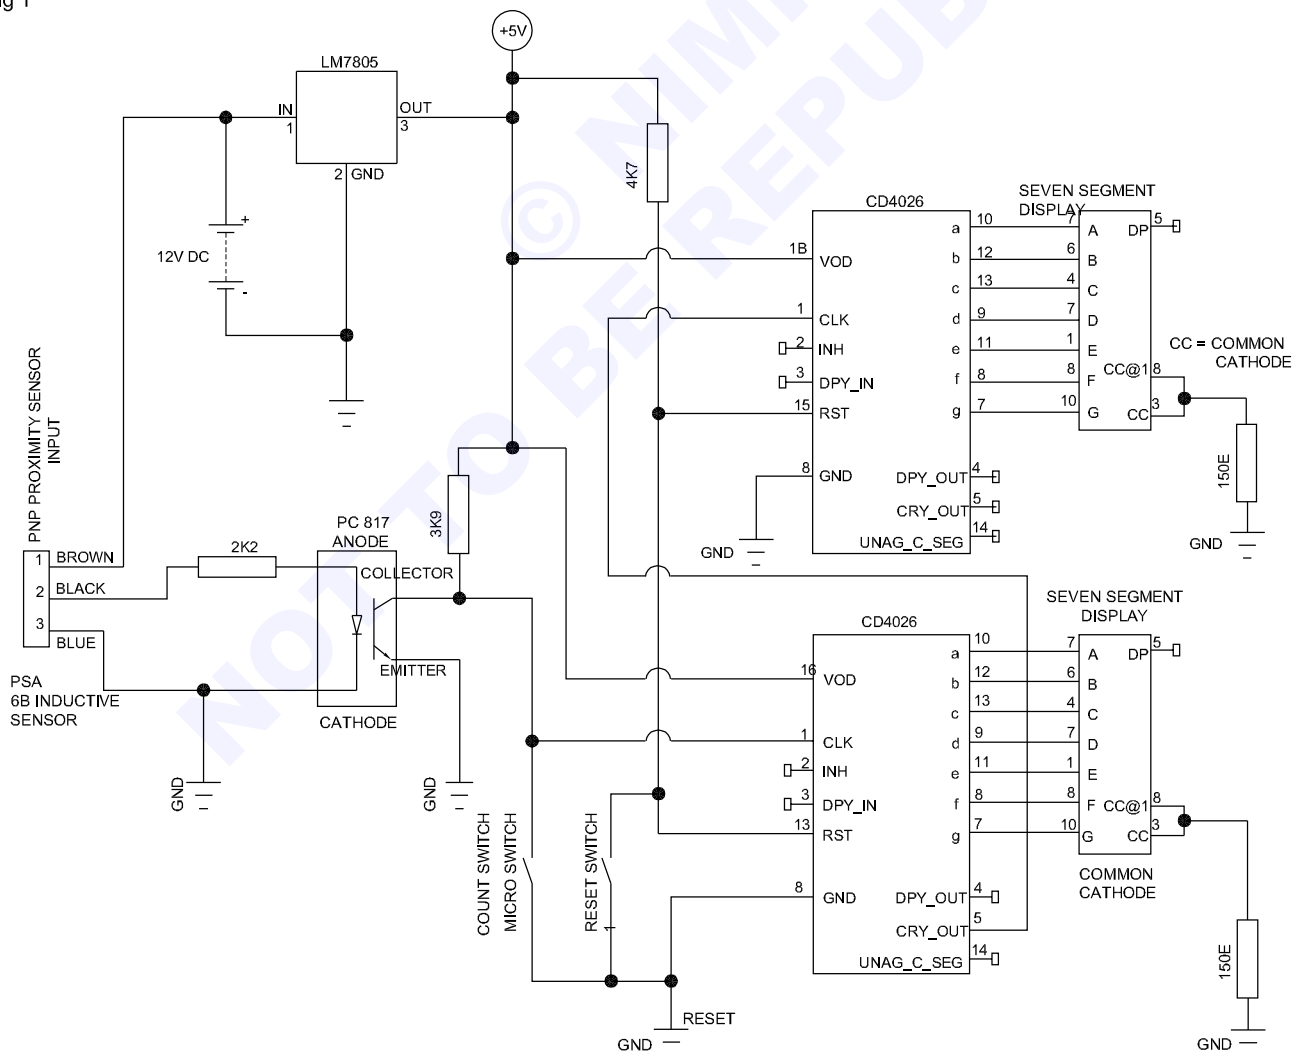 +5V
LM7805
IN
1
OUT
3
2 GND
+
12V DC
-
4K7
CD4026
SEVEN SEGMENT
DISPLAY
1B VOD
1 CLK
2 INH
3 DPY_IN
15 RST
8 GND
a 10 7 A
b 12 6 B
c 13 4 C
d 9 7 D
e 11 1 E
f 8 8 F
g 7 10 G
DP 5
CC@1 8
CC 3
CC = COMMON
CATHODE
DPY_OUT 4
CRY_OUT 5
UNAG_C_SEG 14
GND
150E
GND
PNP PROXIMITY SENSOR
INPUT
1 BROWN
2 BLACK
3 BLUE
PSA
6B INDUCTIVE
SENSOR
2K2
PC 817
ANODE
COLLECTOR
EMITTER
CATHODE
3K9
GND
GND
COUNT SWITCH
MICRO SWITCH
RESET SWITCH
1
CD4026
SEVEN SEGMENT
DISPLAY
16 VOD
1 CLK
2 INH
3 DPY_IN
13 RST
8 GND
a 10 7 A
b 12 6 B
c 13 4 C
d 9 7 D
e 11 1 E
f 8 8 F
g 7 10 G
DP 5
CC@1 8
CC 3
COMMON
CATHODE
DPY_OUT 4
CRY_OUT 5
UNAG_C_SEG 14
150E
GND
RESET
GND
NOT TO BE REPUB
© NIM